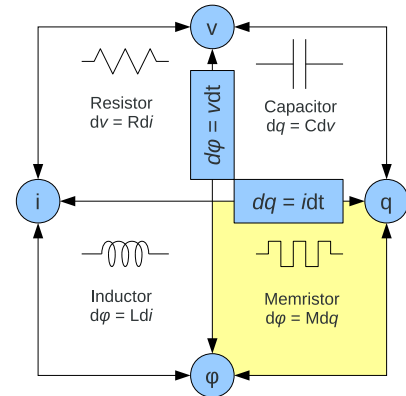 v
Resistor
dv = Rdi
dφ = vdt
Capacitor
dq = Cdv
i
dq = idt
q
Inductor
dφ = Ldi
Memristor
dφ = Mdq
φ